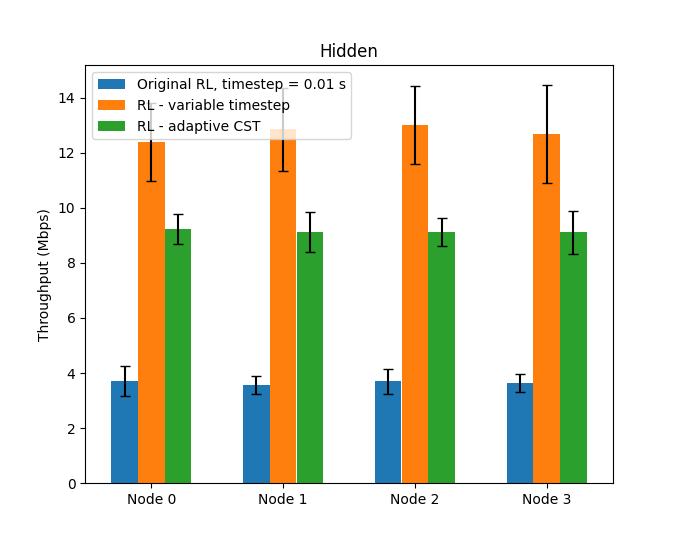 Hidden
Original RL, timestep = 0.01 s
RL - variable timestep
RL - adaptive CST
Throughput (Mbps)
14
12
10
8
6
4
2
0
Node 0
Node 1
Node 2
Node 3